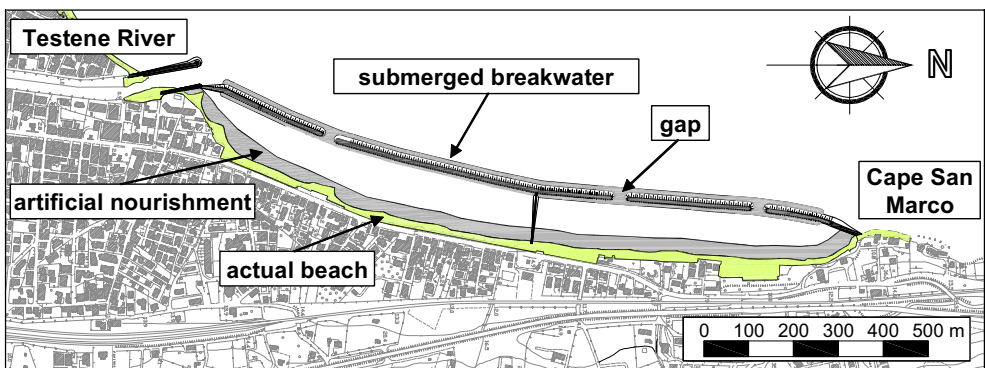 Testene River
submerged breakwater
N
gap
Cape San
Marco
artificial nourishment
actual beach
0 100 200 300 400 500 m